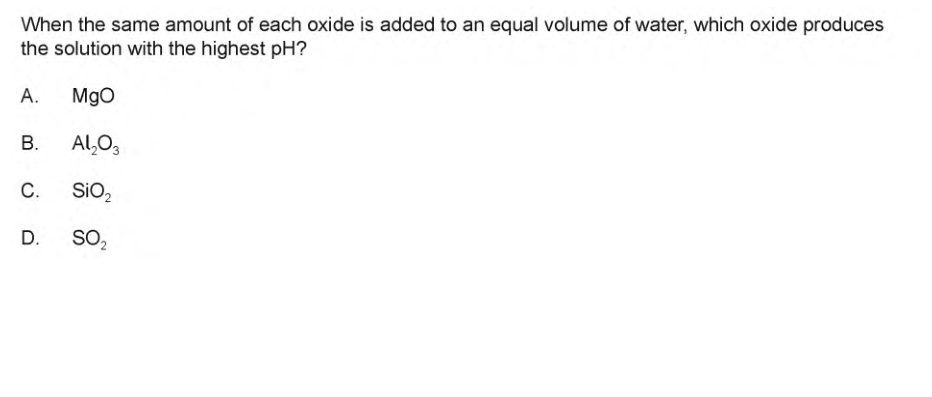 When the same amount of each oxide is added to an equal volume of water, which oxide produces
the solution with the highest pH?
A. MgO
B. Al₂O₃
C. SiO₂
D. SO₂